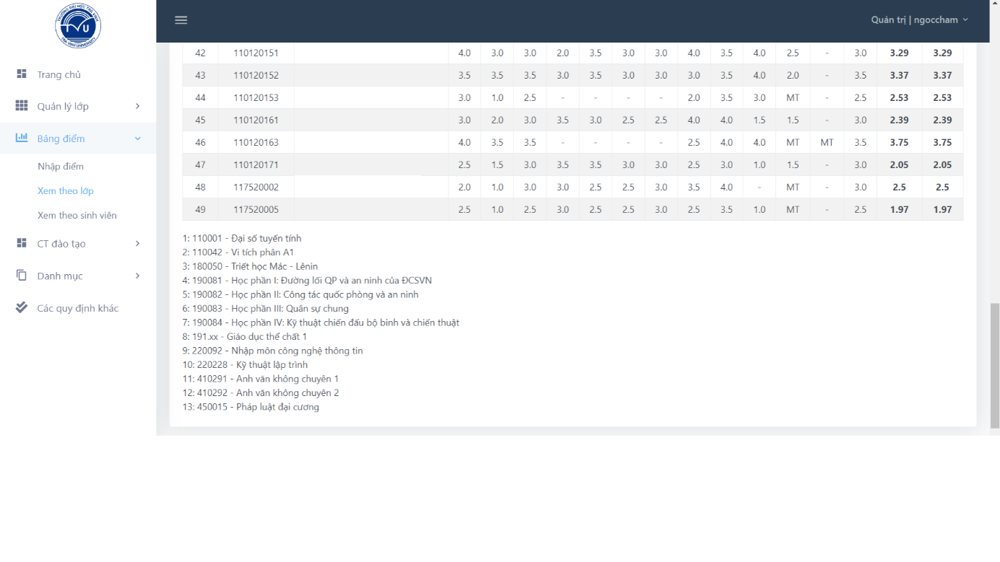 TRƯỜNG ĐẠI HỌC TRÀ VINH
TVU
TRA VINH UNIVERSITY
Quản trị | ngoccham
Trang chủ
Quản lý lớp
Bảng điểm
Nhập điểm
Xem theo lớp
Xem theo sinh viên
CT đào tạo
Danh mục
Các quy định khác
42 110120151 4.0 3.0 3.0 2.0 3.5 3.0 3.0 4.0 3.5 4.0 2.5 - 3.0 3.29 3.29
43 110120152 3.5 3.5 3.5 3.0 3.5 3.0 3.0 3.0 3.5 4.0 2.0 - 3.5 3.37 3.37
44 110120153 3.0 1.0 2.5 - - - - 2.0 3.5 3.0 MT - 2.5 2.53 2.53
45 110120161 3.0 2.0 3.0 3.5 3.0 2.5 2.5 4.0 4.0 1.5 1.5 - 3.0 2.39 2.39
46 110120163 4.0 3.5 3.5 - - - - 2.5 4.0 4.0 MT MT 3.5 3.75 3.75
47 110120171 2.5 1.5 3.0 3.5 3.5 3.0 3.0 2.5 3.0 1.0 1.5 - 3.0 2.05 2.05
48 117520002 2.0 1.0 3.0 3.0 2.5 2.5 3.0 3.5 4.0 - MT - 3.0 2.5 2.5
49 117520005 2.5 1.0 2.5 3.0 2.5 2.5 3.0 2.5 3.5 1.0 MT - 2.5 1.97 1.97
1: 110001 - Đại số tuyến tính
2: 110042 - Vi tích phân A1
3: 180050 - Triết học Mác - Lênin
4: 190081 - Học phần I: Đường lối QP và an ninh của ĐCSVN
5: 190082 - Học phần II: Công tác quốc phòng và an ninh
6: 190083 - Học phần III: Quân sự chung
7: 190084 - Học phần IV: Kỹ thuật chiến đấu bộ binh và chiến thuật
8: 191.xx - Giáo dục thể chất 1
9: 220092 - Nhập môn công nghệ thông tin
10: 220228 - Kỹ thuật lập trình
11: 410291 - Anh văn không chuyên 1
12: 410292 - Anh văn không chuyên 2
13: 450015 - Pháp luật đại cương